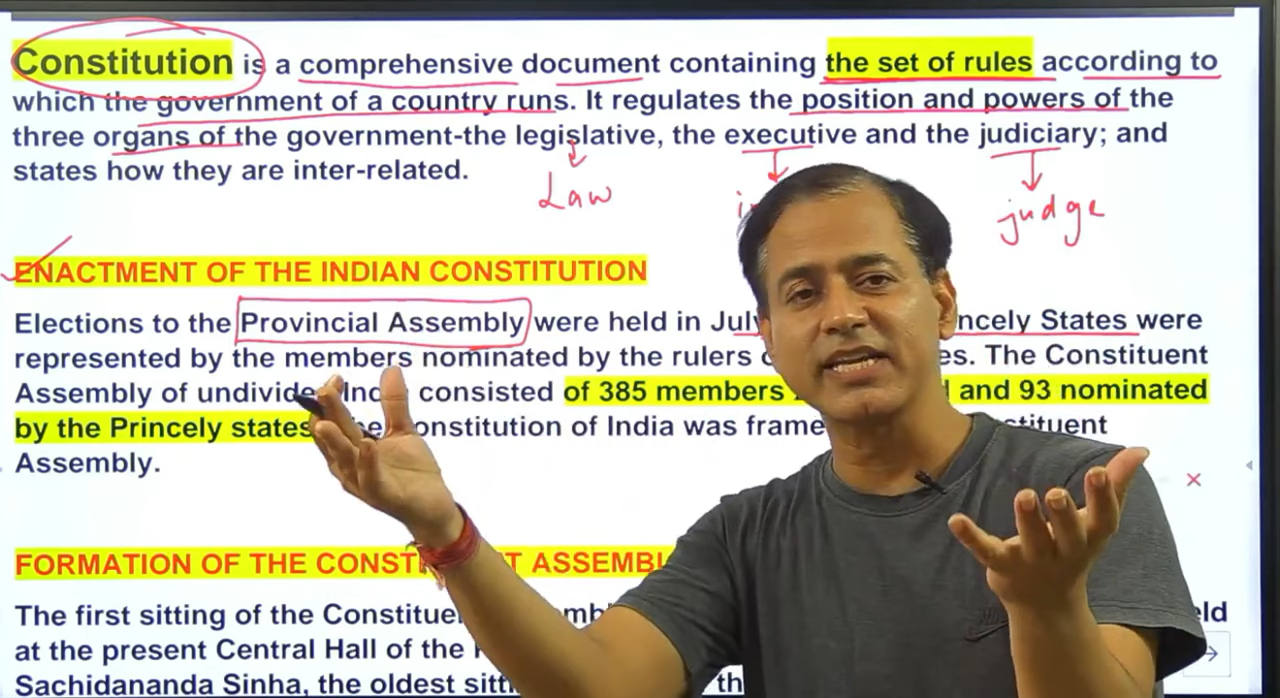 Constitution is a comprehensive document containing the set of rules according to
which the government of a country runs. It regulates the position and powers of the
three organs of the government-the legislative, the executive and the judiciary; and
states how they are inter-related.
Law judge
ENACTMENT OF THE INDIAN CONSTITUTION
Elections to the Provincial Assembly were held in States were
represented by the members nominated by the rulers The Constituent
Assembly of consisted of 385 members and 93 nominated
by the Princely states onstitution of India was
Assembly.
FORMATION OF THE ASSEMBL
The first sitting of the
at the present Central Hall of the
Sachidananda Sinha, the oldest